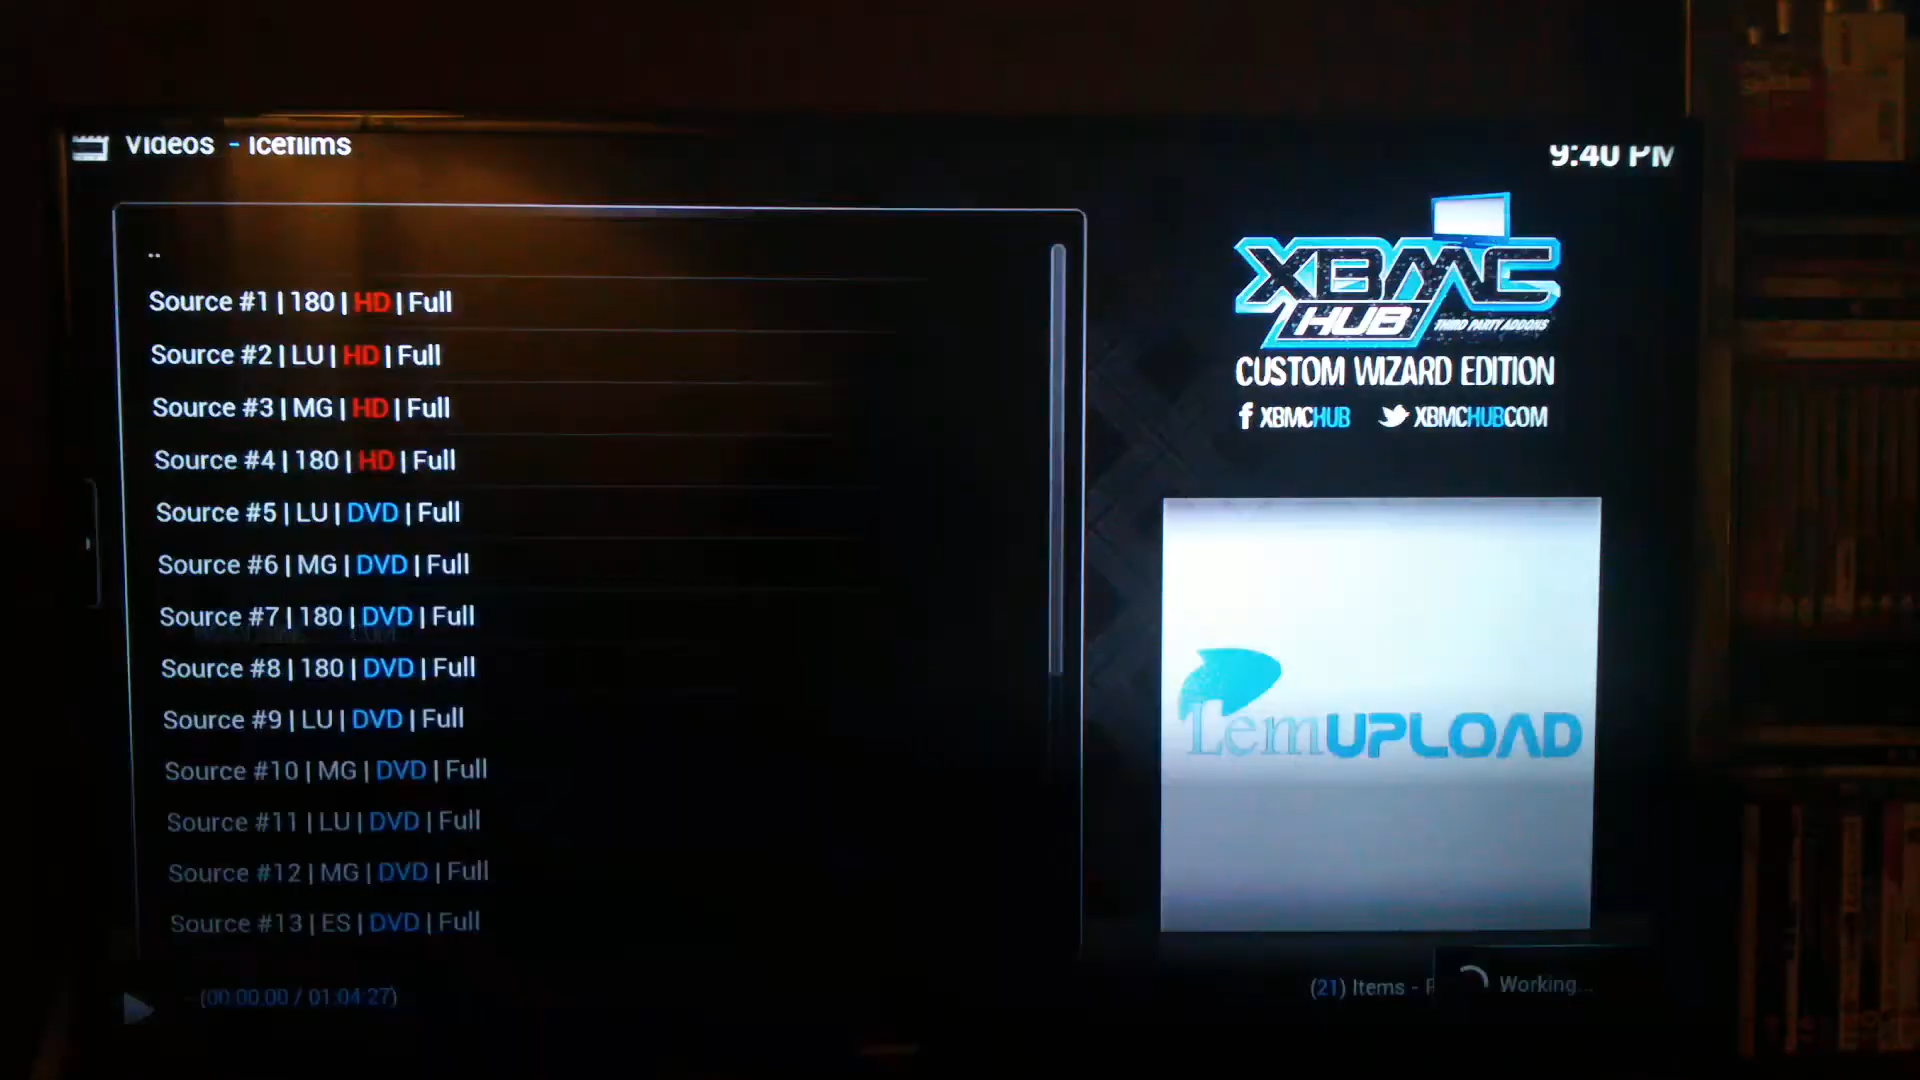 Videos - Icefilms
9:40 PM
..
Source #1 | 180 | HD | Full
Source #2 | LU | HD | Full
Source #3 | MG | HD | Full
Source #4 | 180 | HD | Full
Source #5 | LU | DVD | Full
Source #6 | MG | DVD | Full
Source #7 | 180 | DVD | Full
Source #8 | 180 | DVD | Full
Source #9 | LU | DVD | Full
Source #10 | MG | DVD | Full
Source #11 | LU | DVD | Full
Source #12 | MG | DVD | Full
Source #13 | ES | DVD | Full
(00:00:00 / 01:04:27)
XBMC
HUB THIRD PARTY ADDONS
CUSTOM WIZARD EDITION
f XBMCHUB XBMCHUBCOM
LemUPLOAD
(21) Items -
Working...